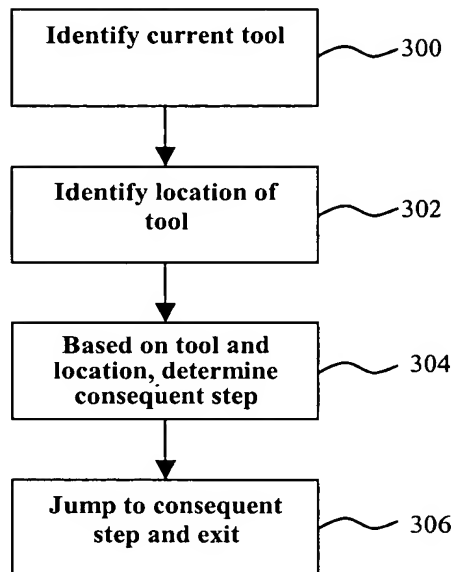 Identify current tool
300
Identify location of
tool
302
Based on tool and
location, determine
consequent step
304
Jump to consequent
step and exit
306